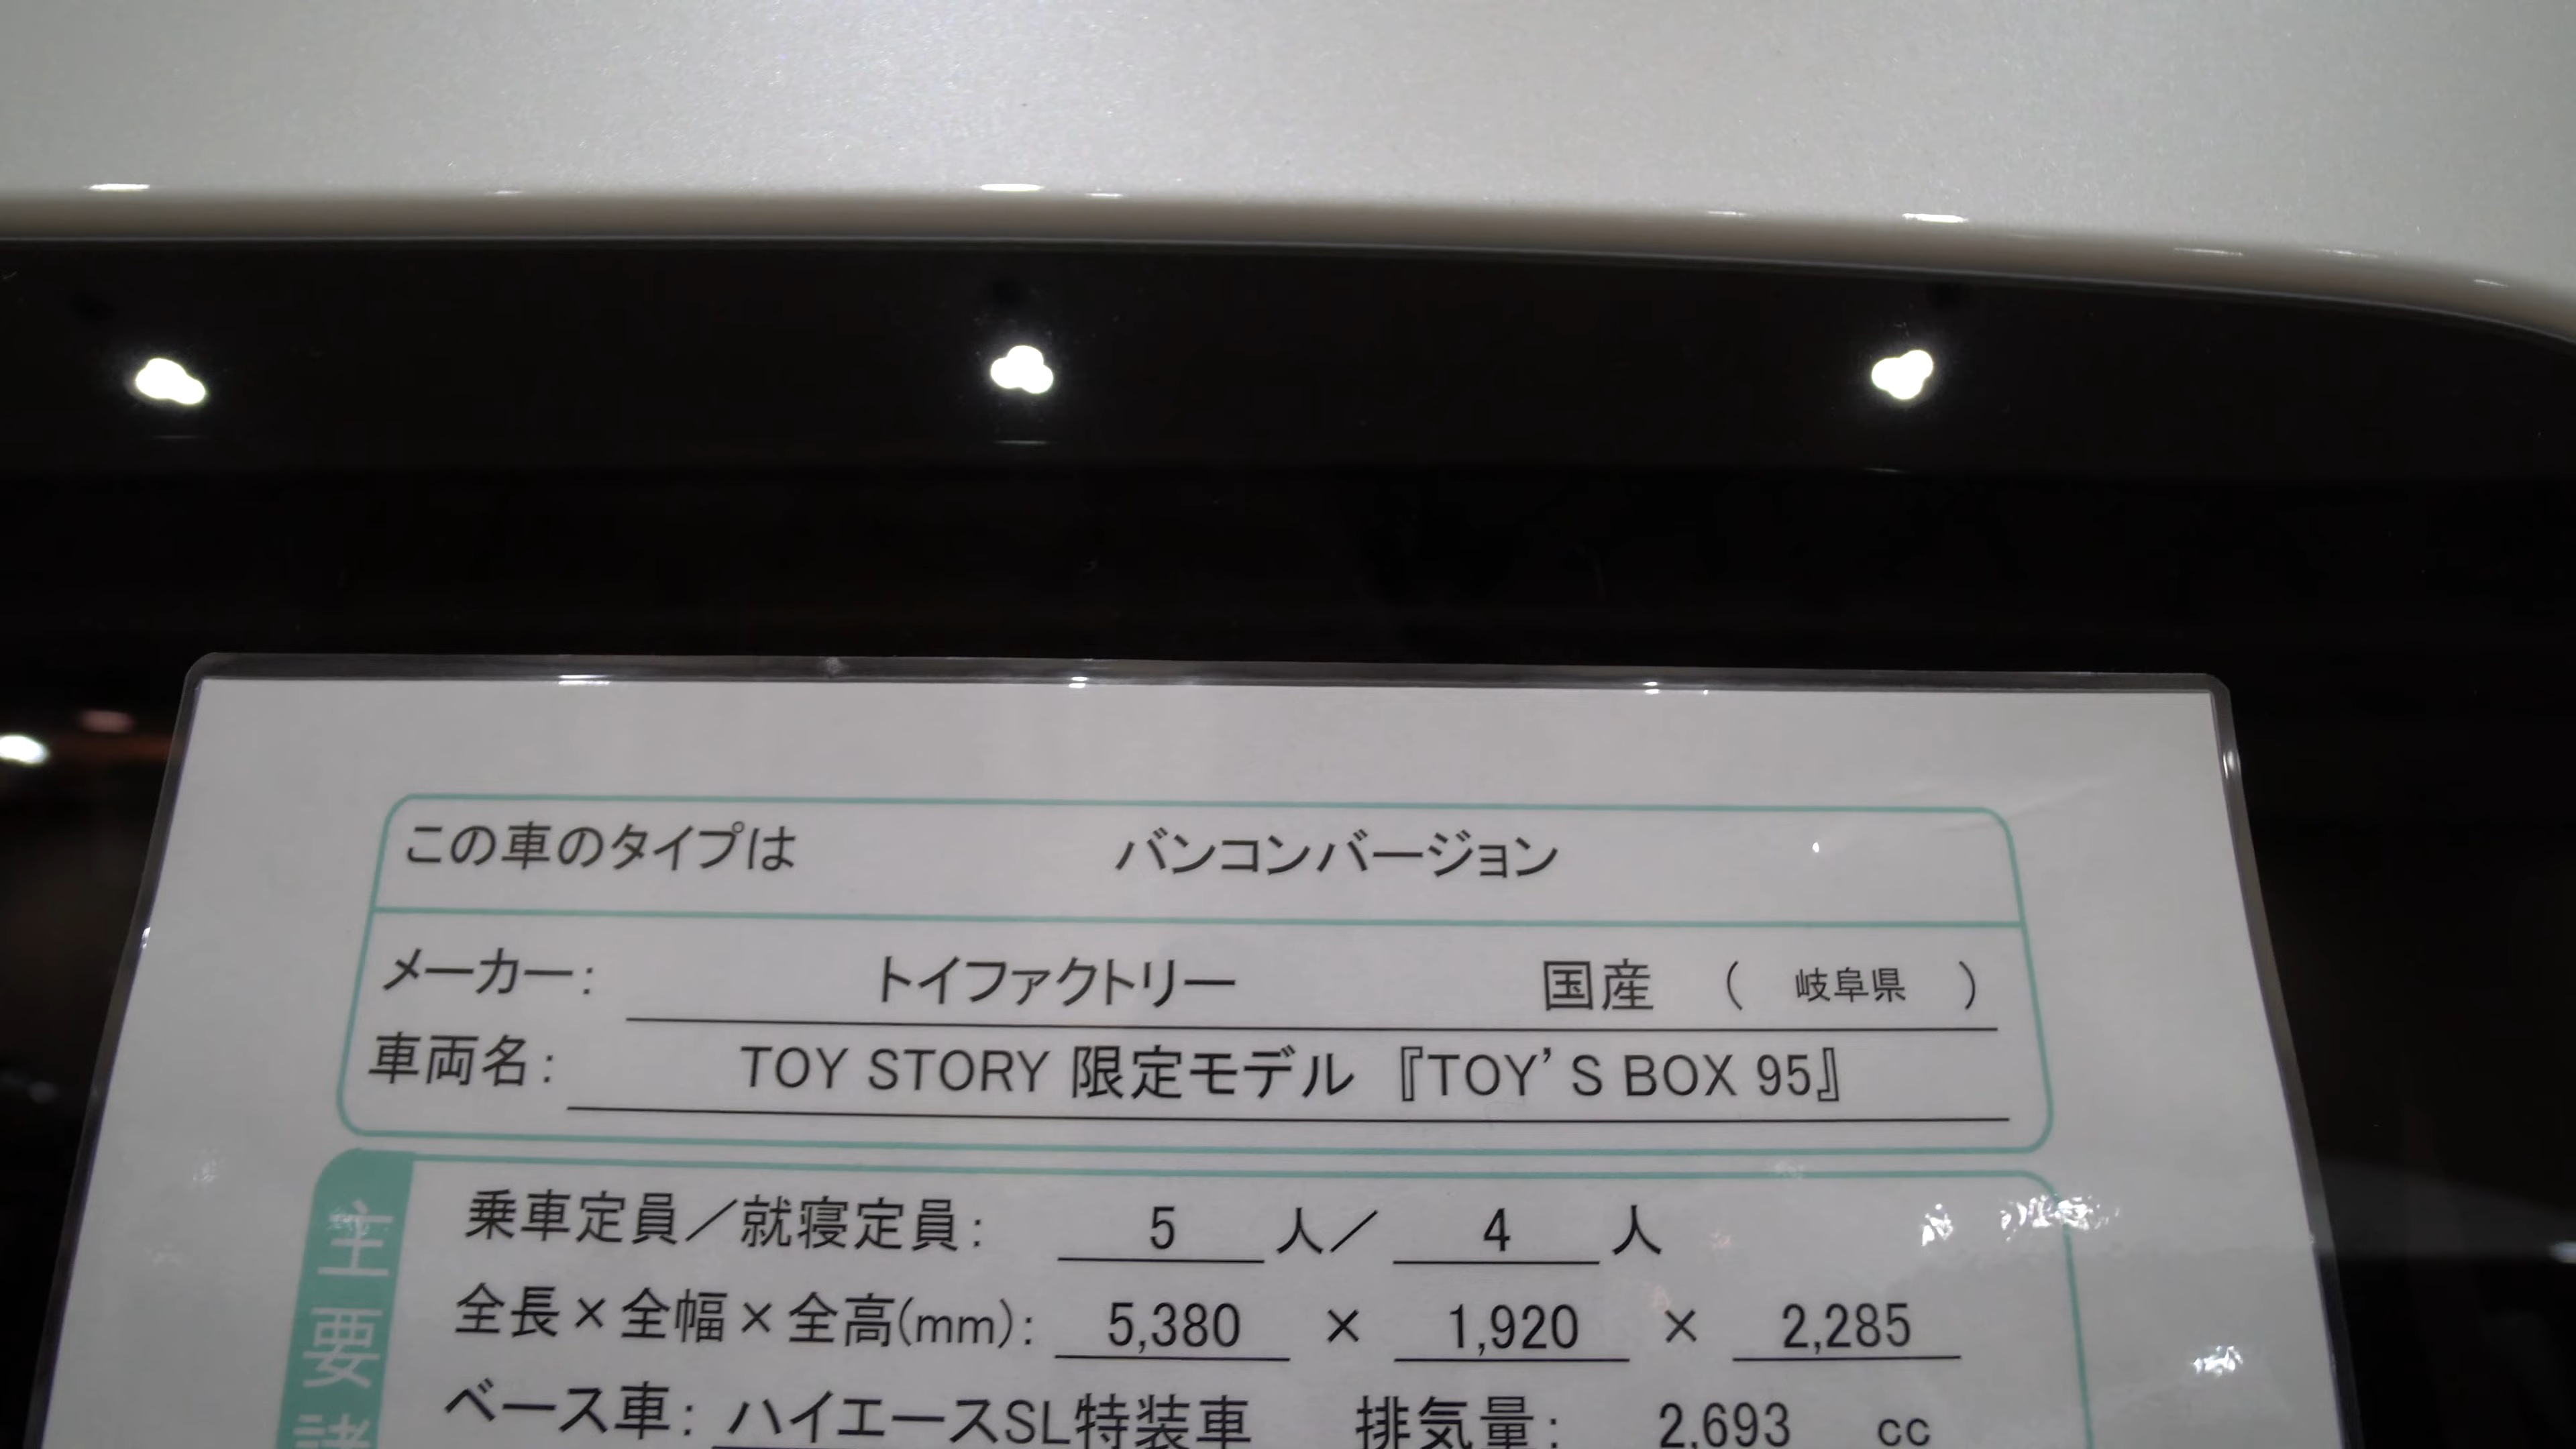 この車のタイプは バンコンバージョン
メーカー: トイファクトリー 国産 ( 岐阜県 )
車両名: TOY STORY 限定モデル 『TOY'S BOX 95』
主要諸
乗車定員／就寝定員: 5 人／ 4 人
全長×全幅×全高(mm): 5,380 × 1,920 × 2,285
ベース車: ハイエースSL特装車 排気量: 2,693 cc